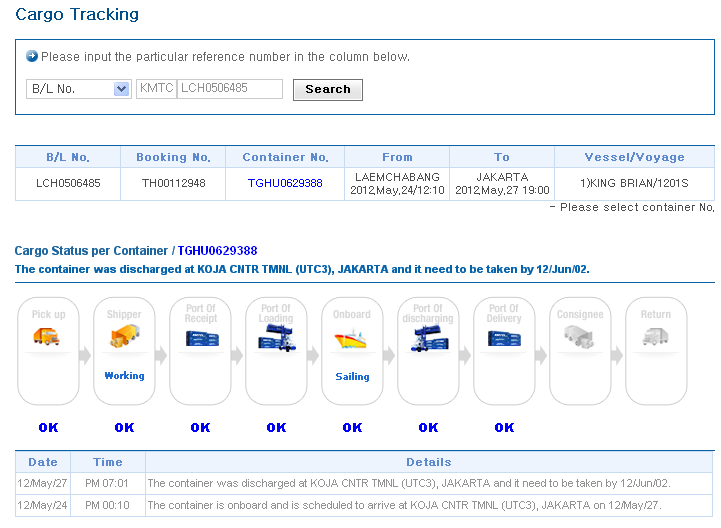 Cargo Tracking
Please input the particular reference number in the column below.
B/L No. KMTC LCH0506485 Search
B/L No. Booking No. Container No. From To Vessel/Voyage
LCH0506485 TH00112948 TGHU0629388 LAEMCHABANG JAKARTA 1)KING BRIAN/1201S
2012,May,24/12:10 2012,May,27 19:00
- Please select container No.
Cargo Status per Container / TGHU0629388
The container was discharged at KOJA CNTR TMNL (UTC3), JAKARTA and it need to be taken by 12/Jun/02.
Pick up Shipper Port Of Receipt Port Of Loading Onboard Port Of discharging Port Of Delivery Consignee Return
Working Sailing
OK OK OK OK OK OK OK
Date Time Details
12/May/27 PM 07:01 The container was discharged at KOJA CNTR TMNL (UTC3), JAKARTA and it need to be taken by 12/Jun/02.
12/May/24 PM 00:10 The container is onboard and is scheduled to arrive at KOJA CNTR TMNL (UTC3), JAKARTA on 12/May/27.